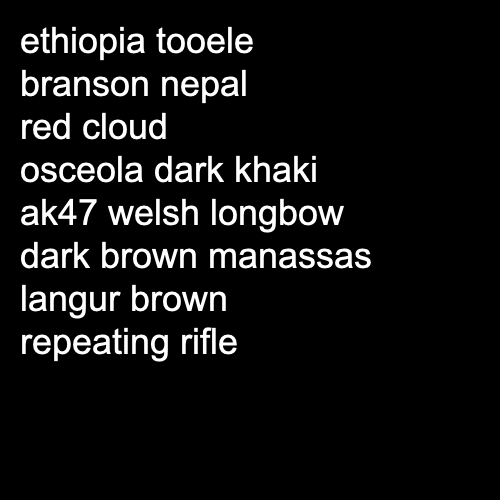 ethiopia tooele
branson nepal
red cloud
osceola dark khaki
ak47 welsh longbow
dark brown manassas
langur brown
repeating rifle